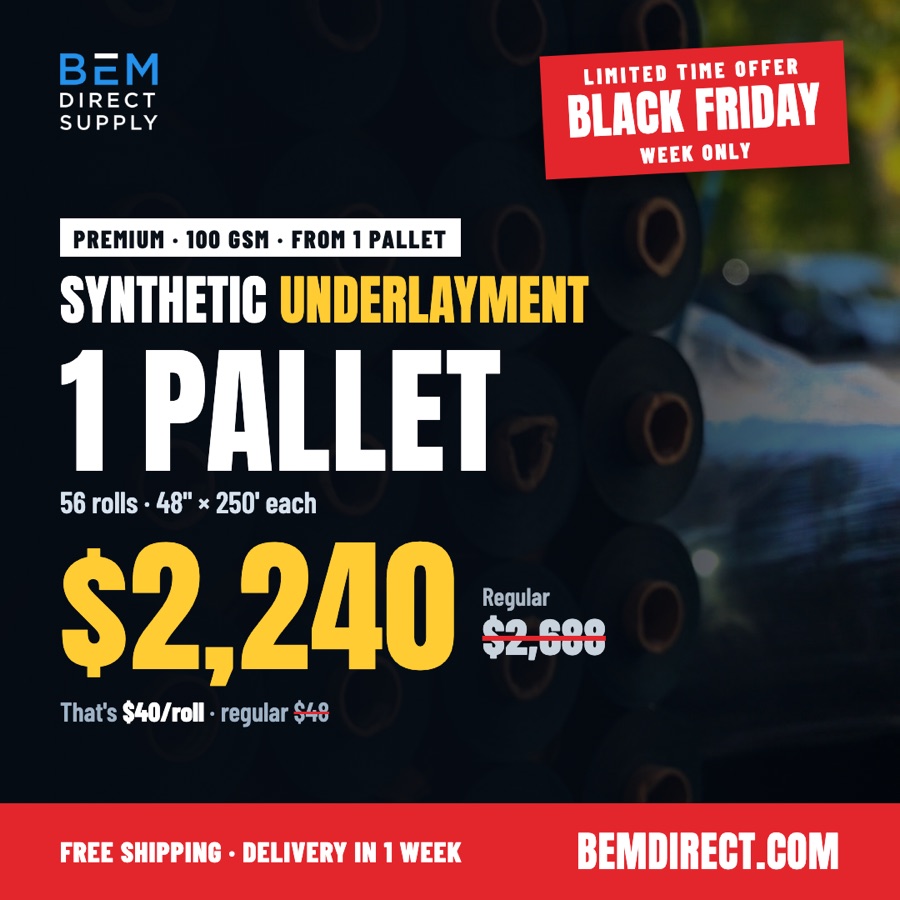 BEM
DIRECT
SUPPLY
LIMITED TIME OFFER
BLACK FRIDAY
WEEK ONLY
PREMIUM · 100 GSM · FROM 1 PALLET
SYNTHETIC UNDERLAYMENT
1 PALLET
56 rolls · 48" × 250' each
$2,240
Regular
$2,688
That's $40/roll · regular $48
FREE SHIPPING · DELIVERY IN 1 WEEK
BEMDIRECT.COM